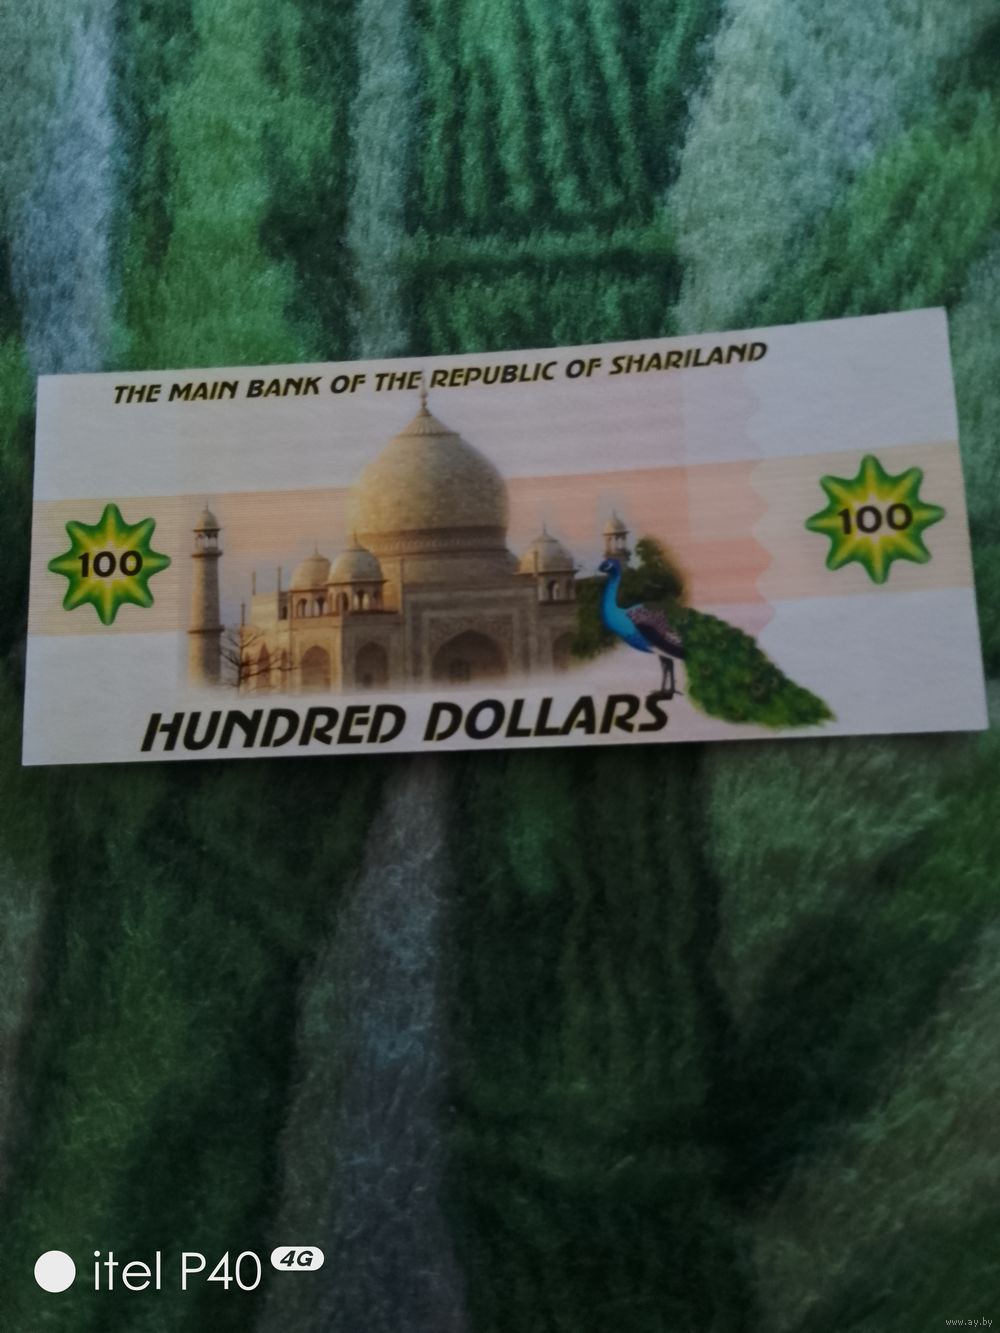 THE MAIN BANK OF THE REPUBLIC OF SHARILAND
100
100
HUNDRED DOLLARS
itel P40 4G
www.ay.by